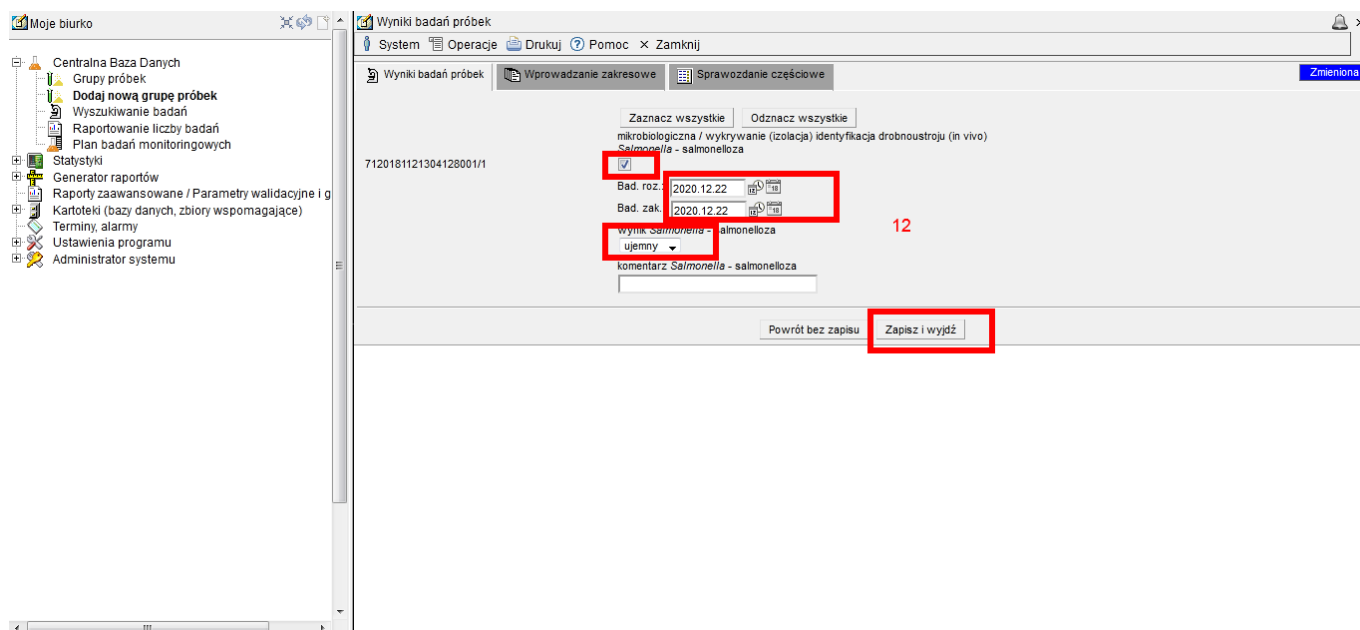 Moje biurko
Centralna Baza Danych
Grupy próbek
Dodaj nową grupę próbek
Wyszukiwanie badań
Raportowanie liczby badań
Plan badań monitoringowych
Statystyki
Generator raportów
Raporty zaawansowane / Parametry walidacyjne i g
Kartoteki (bazy danych, zbiory wspomagające)
Terminy, alarmy
Ustawienia programu
Administrator systemu
Wyniki badań próbek
System Operacje Drukuj Pomoc × Zamknij
Wyniki badań próbek Wprowadzanie zakresowe Sprawozdanie częściowe Zmieniona
Zaznacz wszystkie Odznacz wszystkie
mikrobiologiczna / wykrywanie (izolacja) identyfikacja drobnoustroju (in vivo)
Salmonella - salmonelloza
7120181121304128001/1
Bad. roz.: 2020.12.22
Bad. zak. 2020.12.22
wynik Salmonella - salmonelloza
12
ujemny
komentarz Salmonella - salmonelloza
Powrót bez zapisu Zapisz i wyjdź